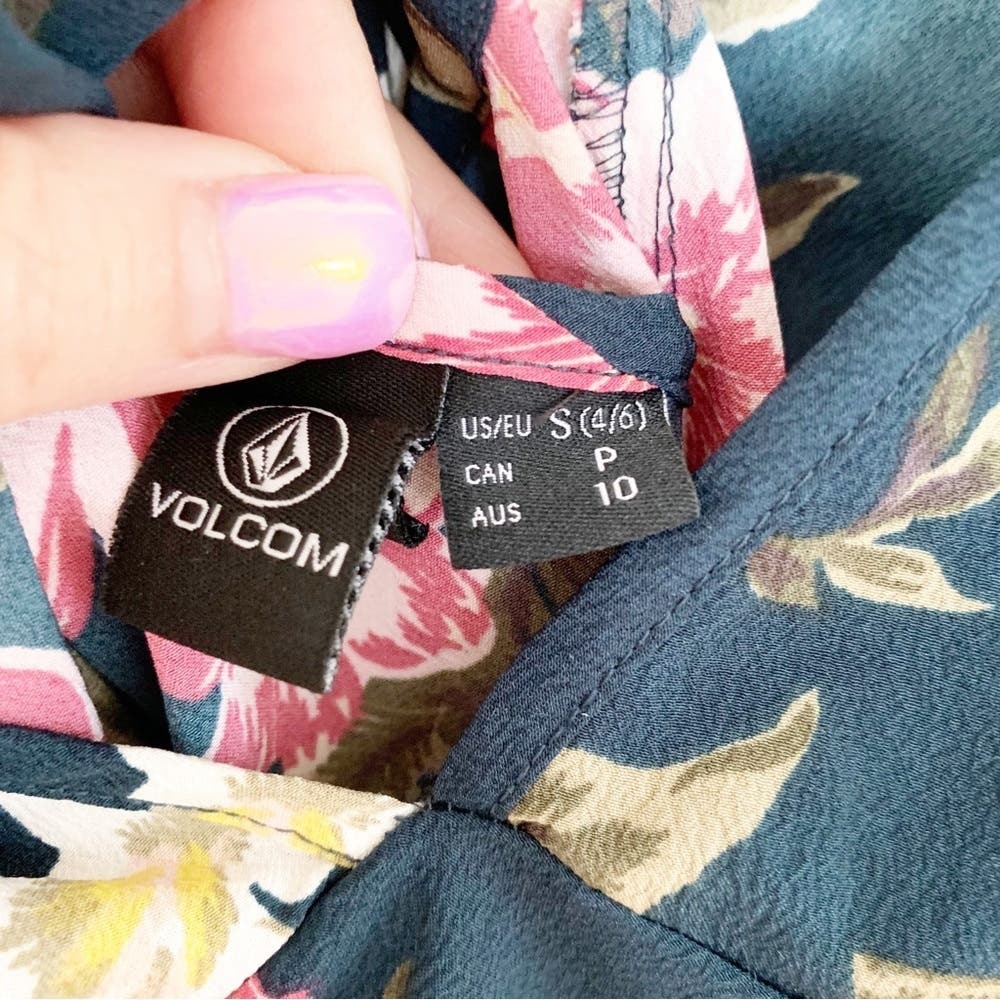 VOLCOM
US/EU S (4/6)
CAN P
AUS 10